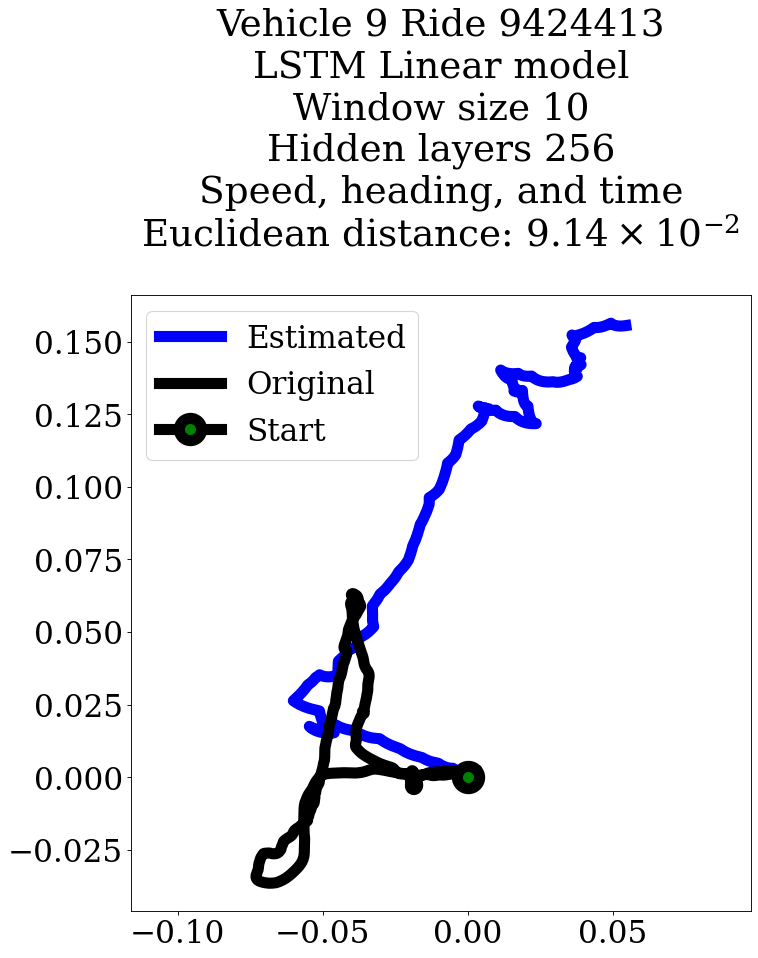 Vehicle 9 Ride 9424413
LSTM Linear model
Window size 10
Hidden layers 256
Speed, heading, and time
Euclidean distance: 9.14 × 10⁻²
Estimated
Original
Start
0.150
0.125
0.100
0.075
0.050
0.025
0.000
−0.025
−0.10 −0.05 0.00 0.05